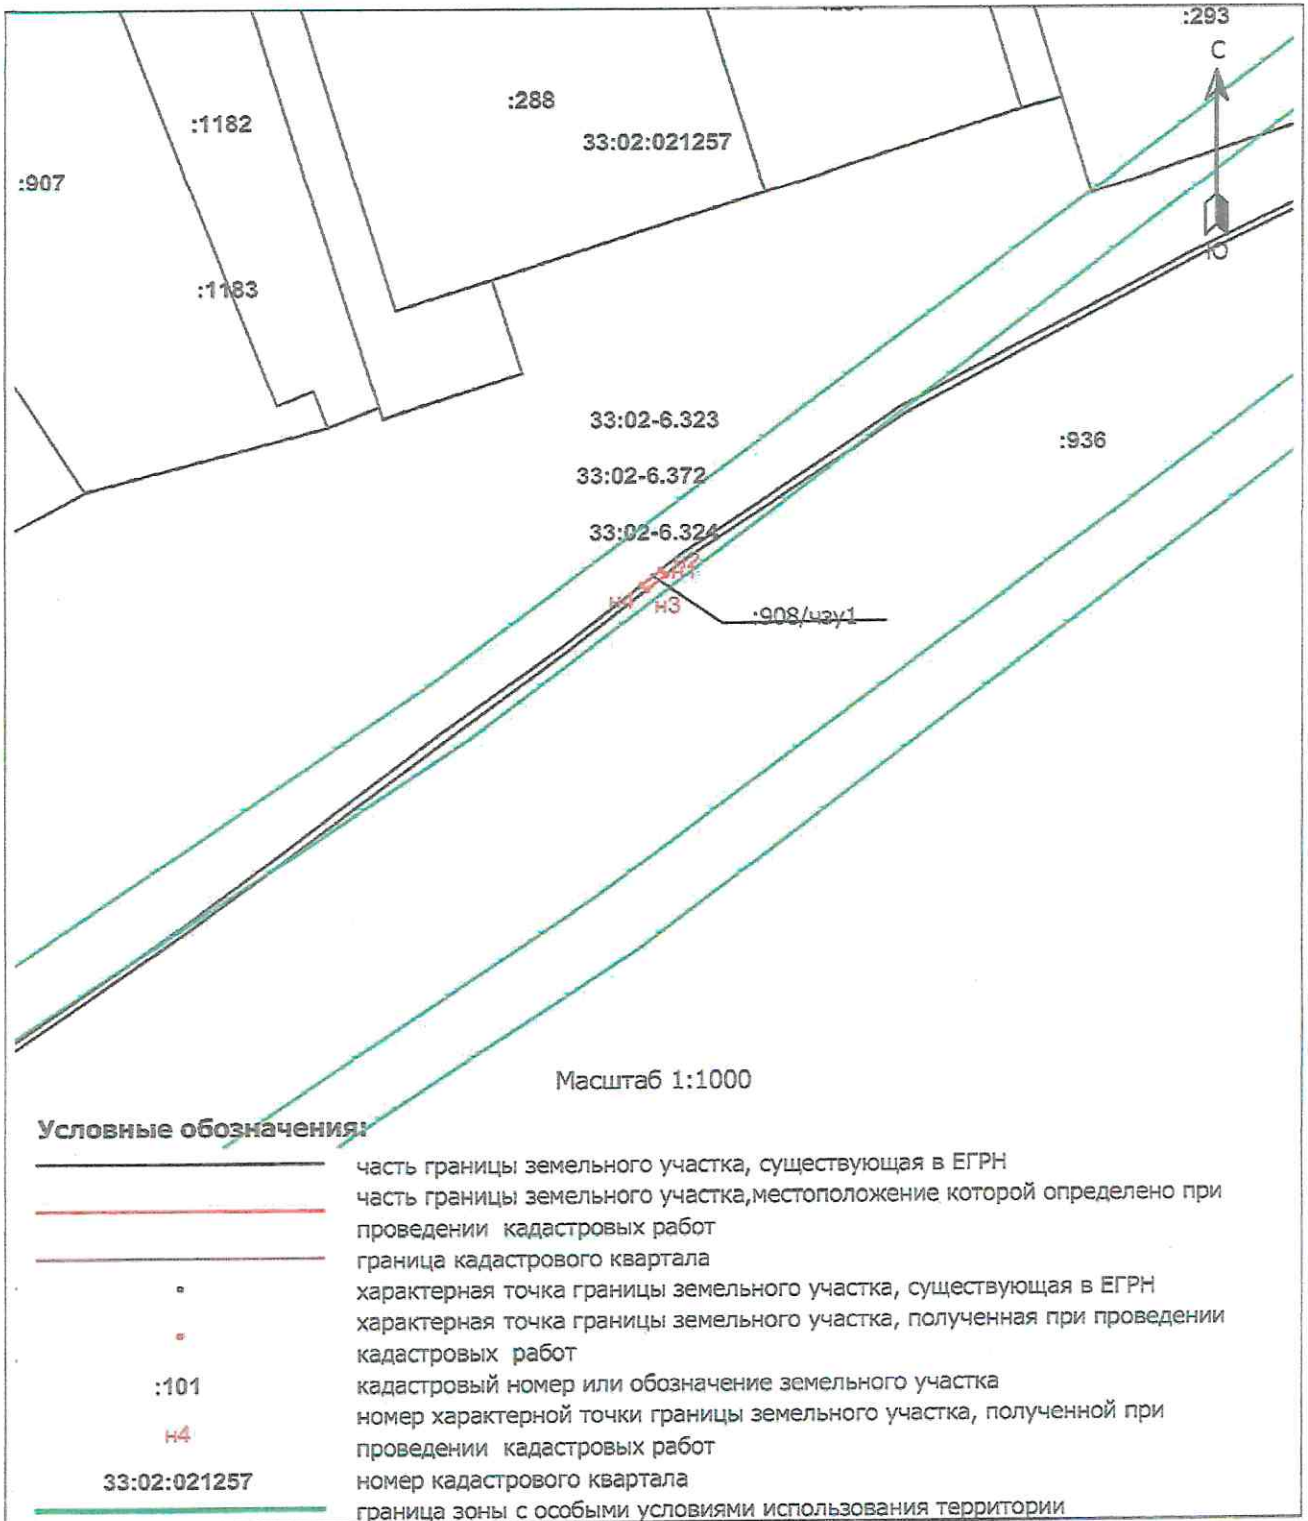 :293
С
:288
:1182
33:02:021257
:907
Ю
:1183
33:02-6.323
:936
33:02-6.372
33:02-6.324
н2
н1
н4
н3
:908/чзу1
Масштаб 1:1000
Условные обозначения:
часть границы земельного участка, существующая в ЕГРН
часть границы земельного участка,местоположение которой определено при
проведении кадастровых работ
граница кадастрового квартала
характерная точка границы земельного участка, существующая в ЕГРН
характерная точка границы земельного участка, полученная при проведении
кадастровых работ
:101 кадастровый номер или обозначение земельного участка
номер характерной точки границы земельного участка, полученной при
н4
проведении кадастровых работ
33:02:021257 номер кадастрового квартала
граница зоны с особыми условиями использования территории